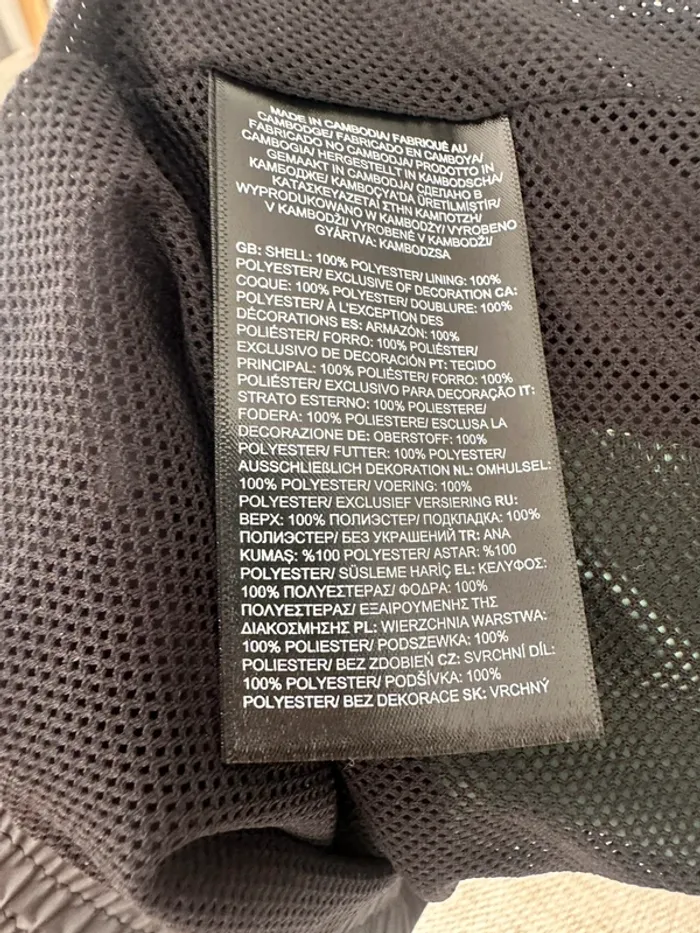 MADE IN CAMBODIA/ FABRIQUÉ AU
CAMBODGE/ FABRICADO EN CAMBOYA/
FABRICADO NO CAMBODJA/ PRODOTTO IN
CAMBOGIA/ HERGESTELLT IN KAMBODSCHA/
GEMAAKT IN CAMBODJA/ СДЕЛАНО В
КАМБОДЖЕ/ KAMBOÇYA'DA ÜRETİLMİŞTİR/
ΚΑΤΑΣΚΕΥΑΖΕΤΑΙ ΣΤΗΝ ΚΑΜΠΟΤΖΗ/
WYPRODUKOWANO W KAMBODŻY/ VYROBENO
V KAMBODŽI/ VYROBENÉ V KAMBODŽI/
GYÁRTVA: KAMBODZSA
GB: SHELL: 100% POLYESTER/ LINING: 100%
POLYESTER/ EXCLUSIVE OF DECORATION CA:
COQUE: 100% POLYESTER/ DOUBLURE: 100%
POLYESTER/ À L'EXCEPTION DES
DÉCORATIONS ES: ARMAZÓN: 100%
POLIÉSTER/ FORRO: 100% POLIÉSTER/
EXCLUSIVO DE DECORACIÓN PT: TECIDO
PRINCIPAL: 100% POLIÉSTER/ FORRO: 100%
POLIÉSTER/ EXCLUSIVO PARA DECORAÇÃO IT:
STRATO ESTERNO: 100% POLIESTERE/
FODERA: 100% POLIESTERE/ ESCLUSA LA
DECORAZIONE DE: OBERSTOFF: 100%
POLYESTER/ FUTTER: 100% POLYESTER/
AUSSCHLIEßLICH DEKORATION NL: OMHULSEL:
100% POLYESTER/ VOERING: 100%
POLYESTER/ EXCLUSIEF VERSIERING RU:
ВЕРХ: 100% ПОЛИЭСТЕР/ ПОДКЛАДКА: 100%
ПОЛИЭСТЕР/ БЕЗ УКРАШЕНИЙ TR: ANA
KUMAŞ: %100 POLYESTER/ ASTAR: %100
POLYESTER/ SÜSLEME HARİÇ EL: ΚΕΛΥΦΟΣ:
100% ΠΟΛΥΕΣΤΕΡΑΣ/ ΦΟΔΡΑ: 100%
ΠΟΛΥΕΣΤΕΡΑΣ/ ΕΞΑΙΡΟΥΜΕΝΗΣ ΤΗΣ
ΔΙΑΚΟΣΜΗΣΗΣ PL: WIERZCHNIA WARSTWA:
100% POLIESTER/ PODSZEWKA: 100%
POLIESTER/ BEZ ZDOBIEŃ CZ: SVRCHNÍ DÍL:
100% POLYESTER/ PODŠÍVKA: 100%
POLYESTER/ BEZ DEKORACE SK: VRCHNÝ